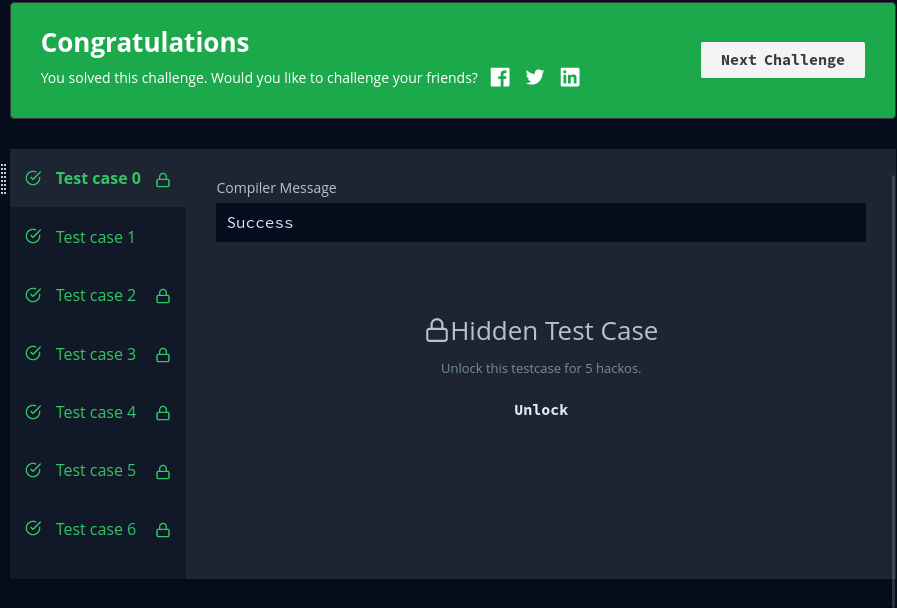 Congratulations
You solved this challenge. Would you like to challenge your friends?
Next Challenge
Test case 0
Test case 1
Test case 2
Test case 3
Test case 4
Test case 5
Test case 6
Compiler Message
Success
Hidden Test Case
Unlock this testcase for 5 hackos.
Unlock